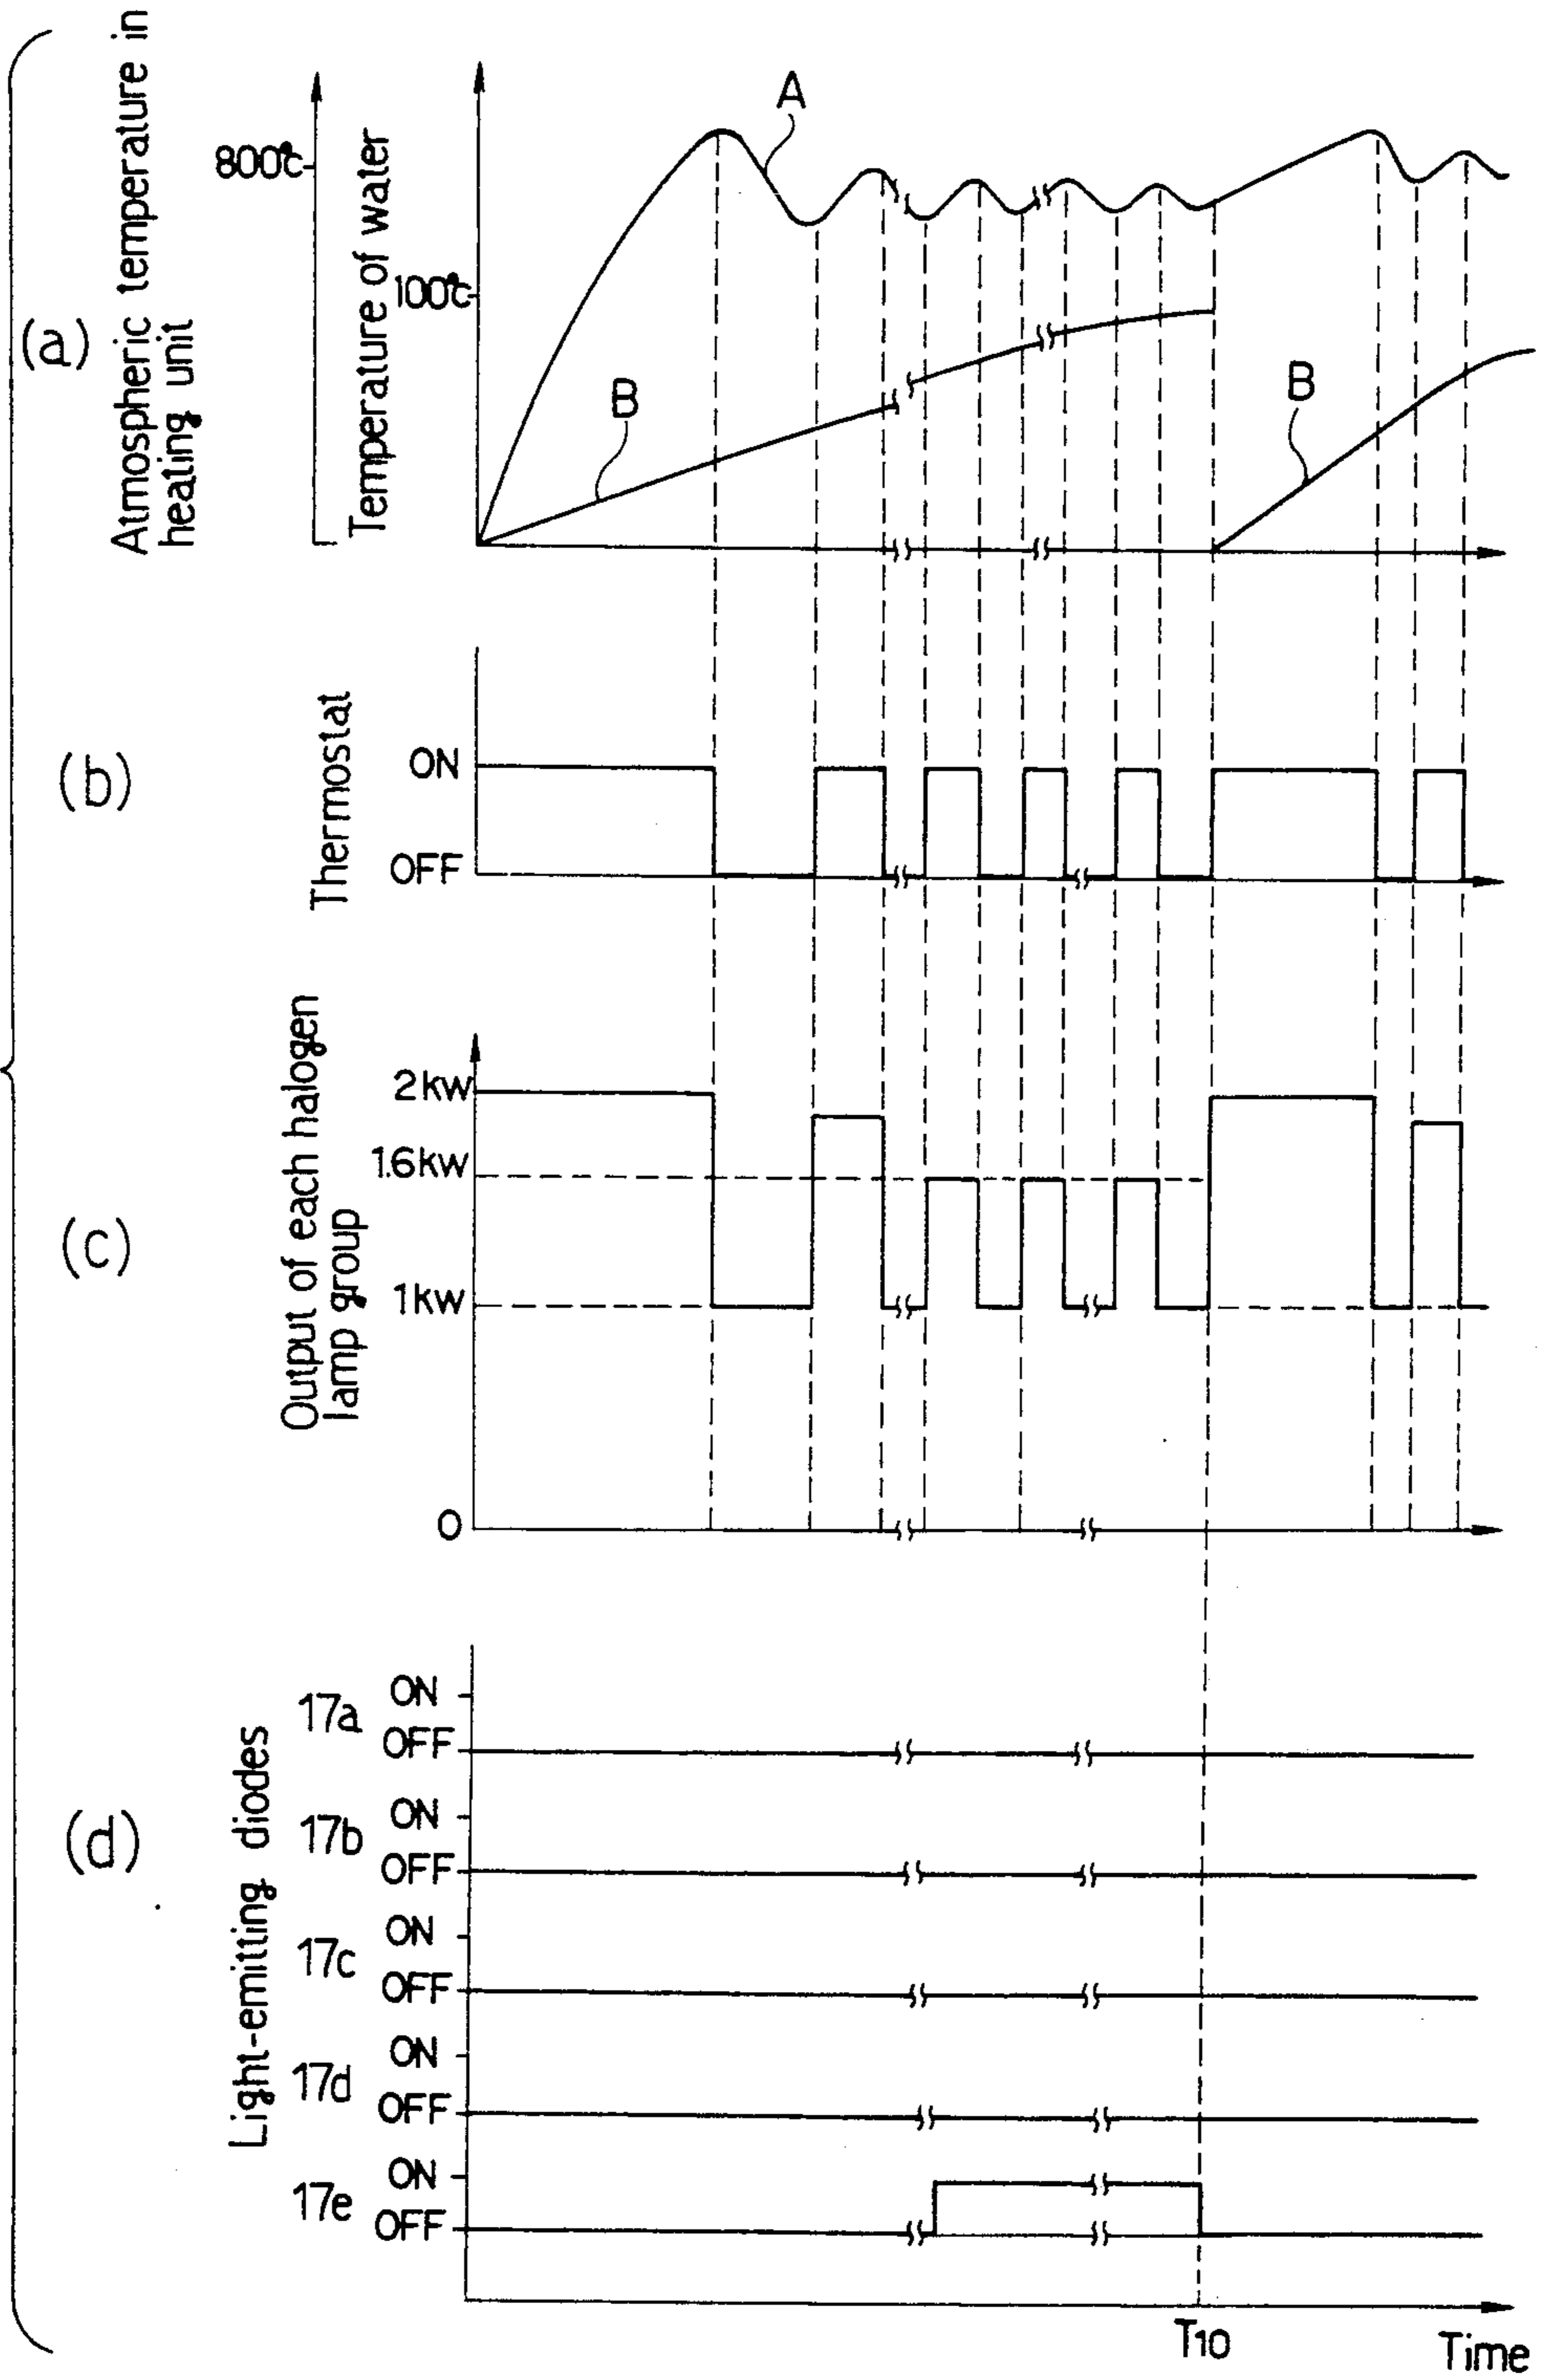 (a)
Atmospheric temperature in
heating unit
800°c
Temperature of water
100°c
A
B
B
(b)
Thermostat
ON
OFF
(c)
Output of each halogen
lamp group
2kw
1.6kw
1kw
0
(d)
Light-emitting diodes
17a
ON
OFF
17b
ON
OFF
17c
ON
OFF
17d
ON
OFF
17e
ON
OFF
T10
Time